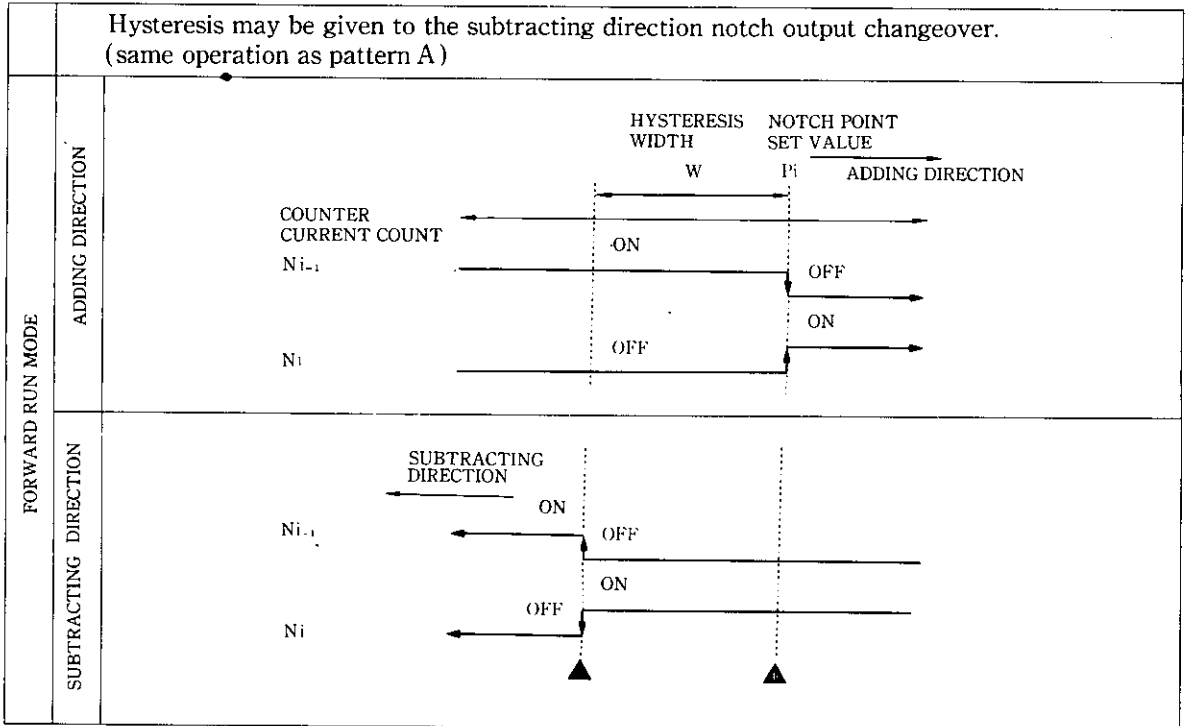 Hysteresis may be given to the subtracting direction notch output changeover.
(same operation as pattern A)
FORWARD RUN MODE
ADDING DIRECTION
HYSTERESIS
WIDTH
W
NOTCH POINT
SET VALUE
Pi
ADDING DIRECTION
COUNTER
CURRENT COUNT
ON
Ni-1
OFF
ON
Ni
OFF
SUBTRACTING DIRECTION
SUBTRACTING
DIRECTION
ON
Ni-1
OFF
ON
OFF
Ni